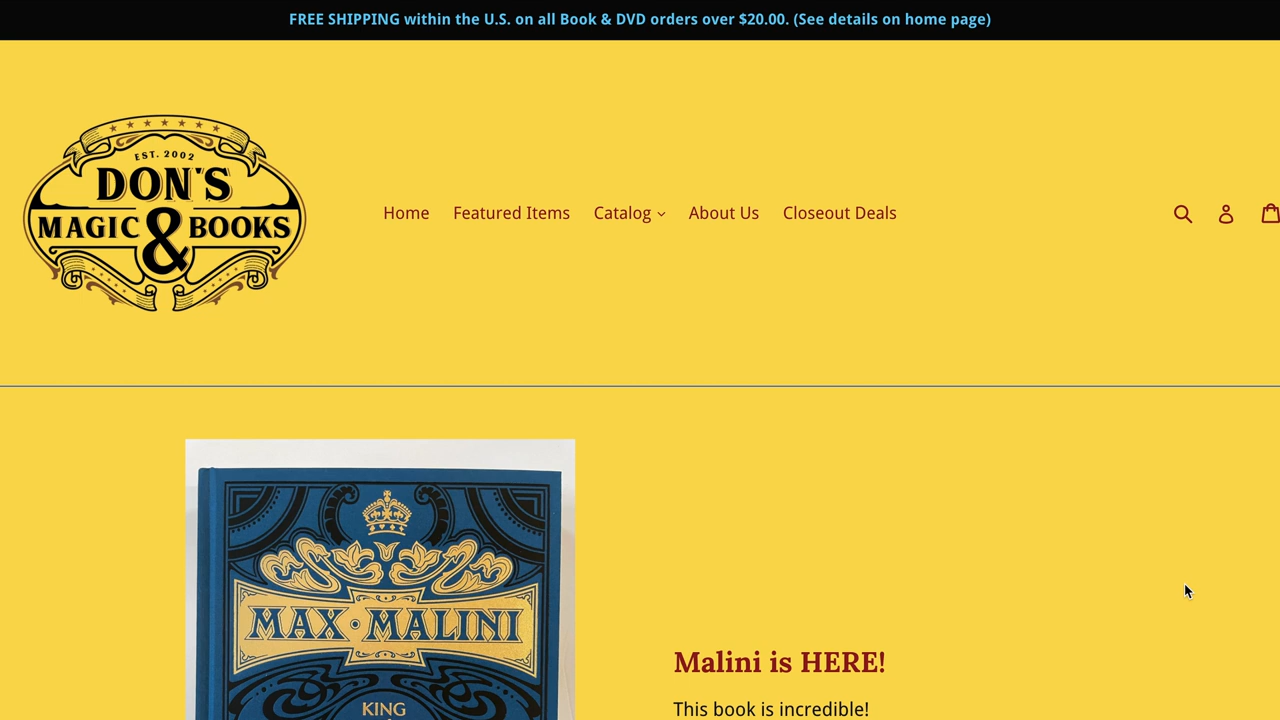 FREE SHIPPING within the U.S. on all Book & DVD orders over $20.00. (See details on home page)
EST. 2002
DON'S
MAGIC & BOOKS
Home
Featured Items
Catalog
About Us
Closeout Deals
MAX • MALINI
KING
Malini is HERE!
This book is incredible!